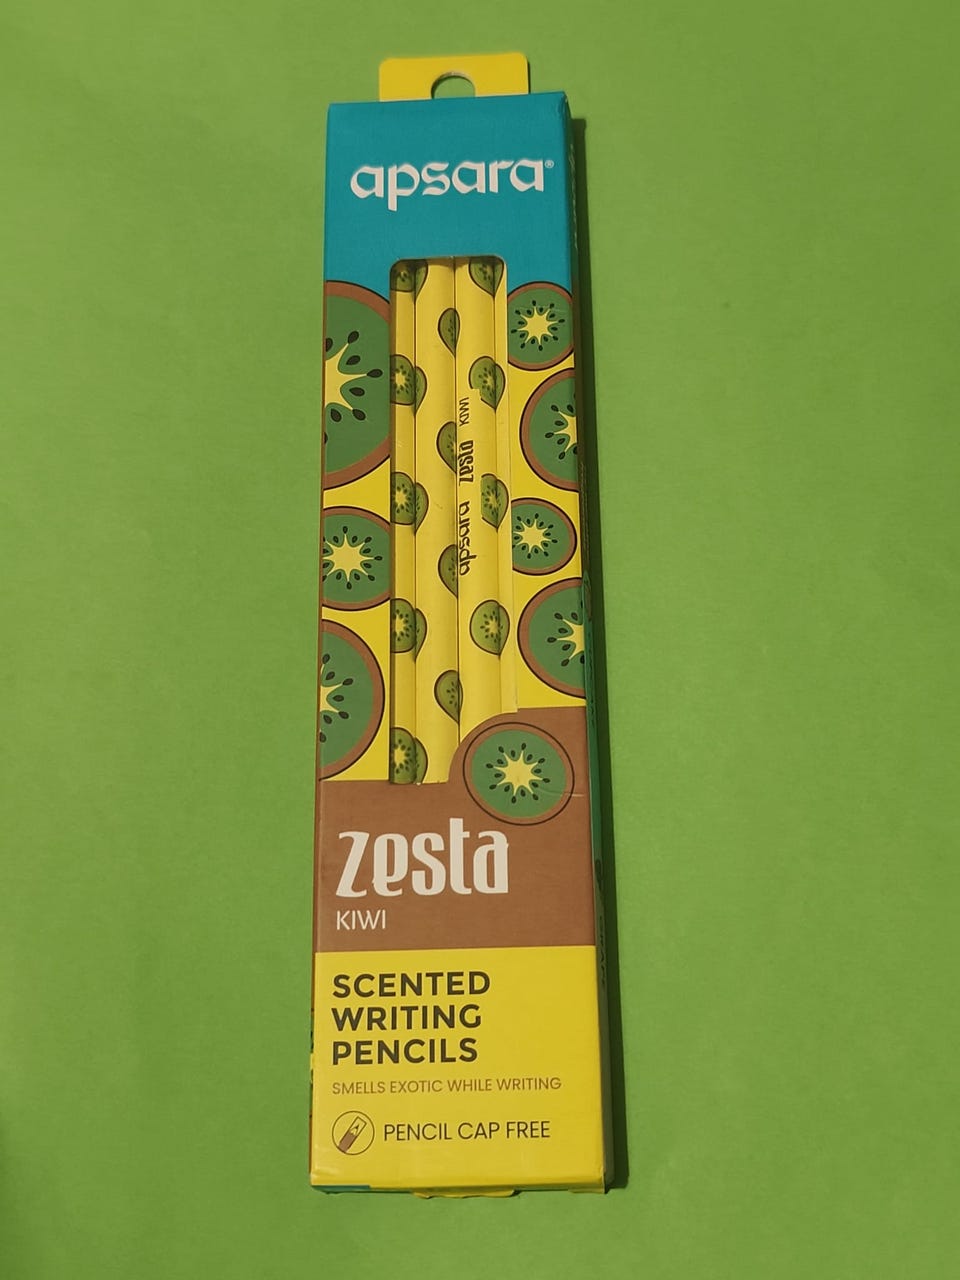 apsara®
apsara zesta KIWI
zesta
KIWI
SCENTED
WRITING
PENCILS
SMELLS EXOTIC WHILE WRITING
PENCIL CAP FREE